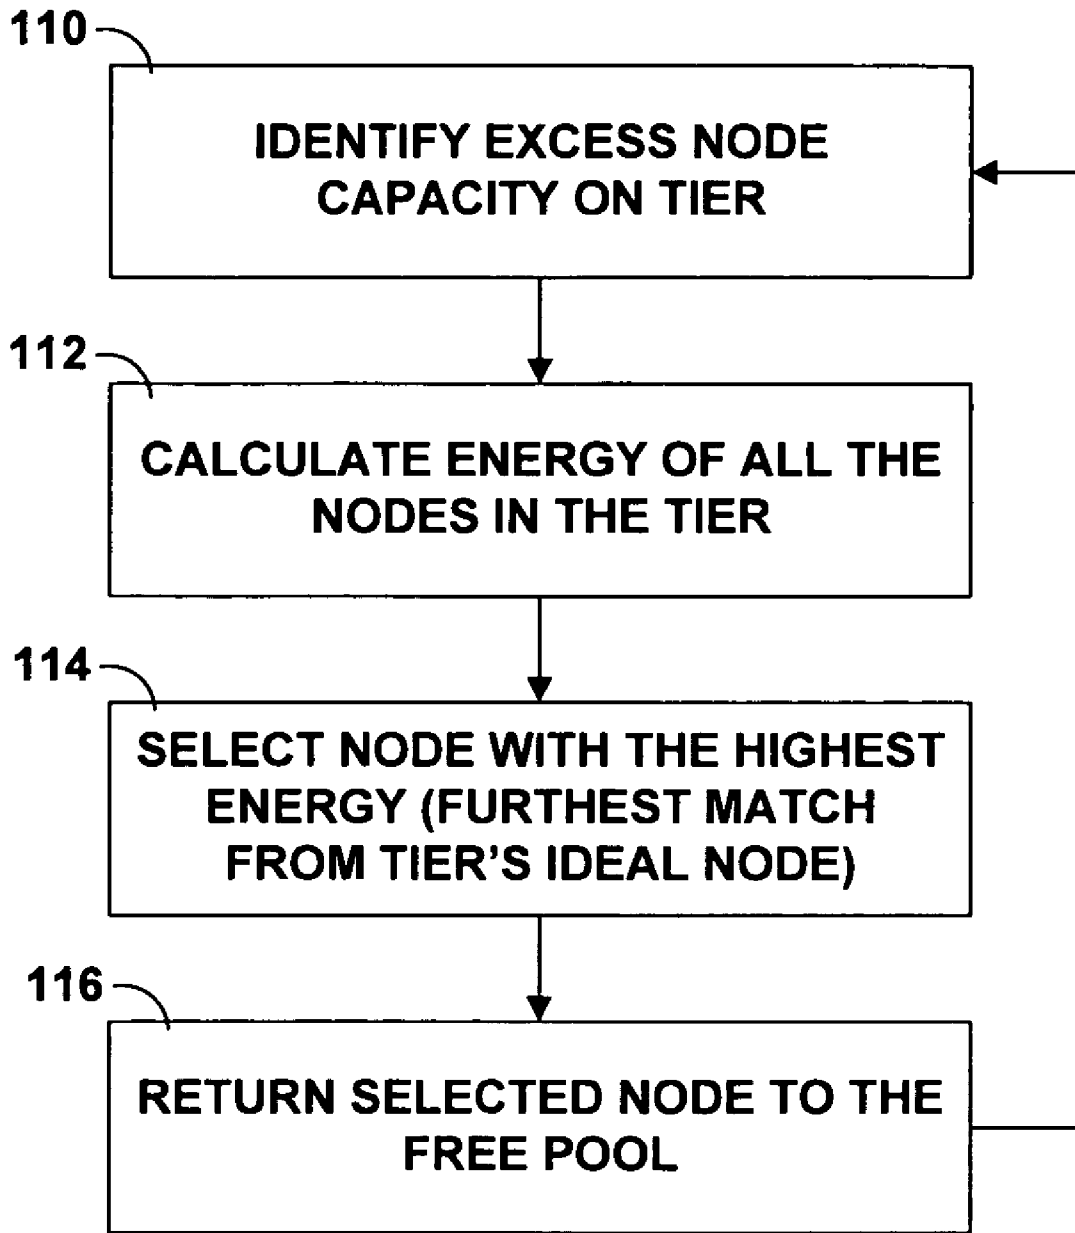 110
IDENTIFY EXCESS NODE
CAPACITY ON TIER
112
CALCULATE ENERGY OF ALL THE
NODES IN THE TIER
114
SELECT NODE WITH THE HIGHEST
ENERGY (FURTHEST MATCH
FROM TIER'S IDEAL NODE)
116
RETURN SELECTED NODE TO THE
FREE POOL